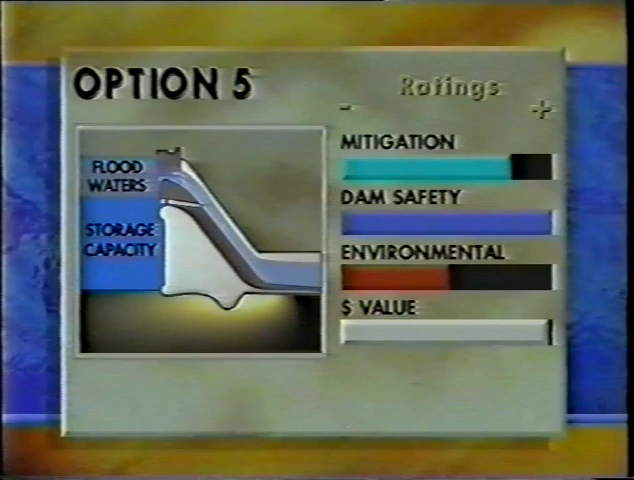 OPTION 5
Ratings
- +
FLOOD
WATERS
STORAGE
CAPACITY
MITIGATION
DAM SAFETY
ENVIRONMENTAL
$ VALUE